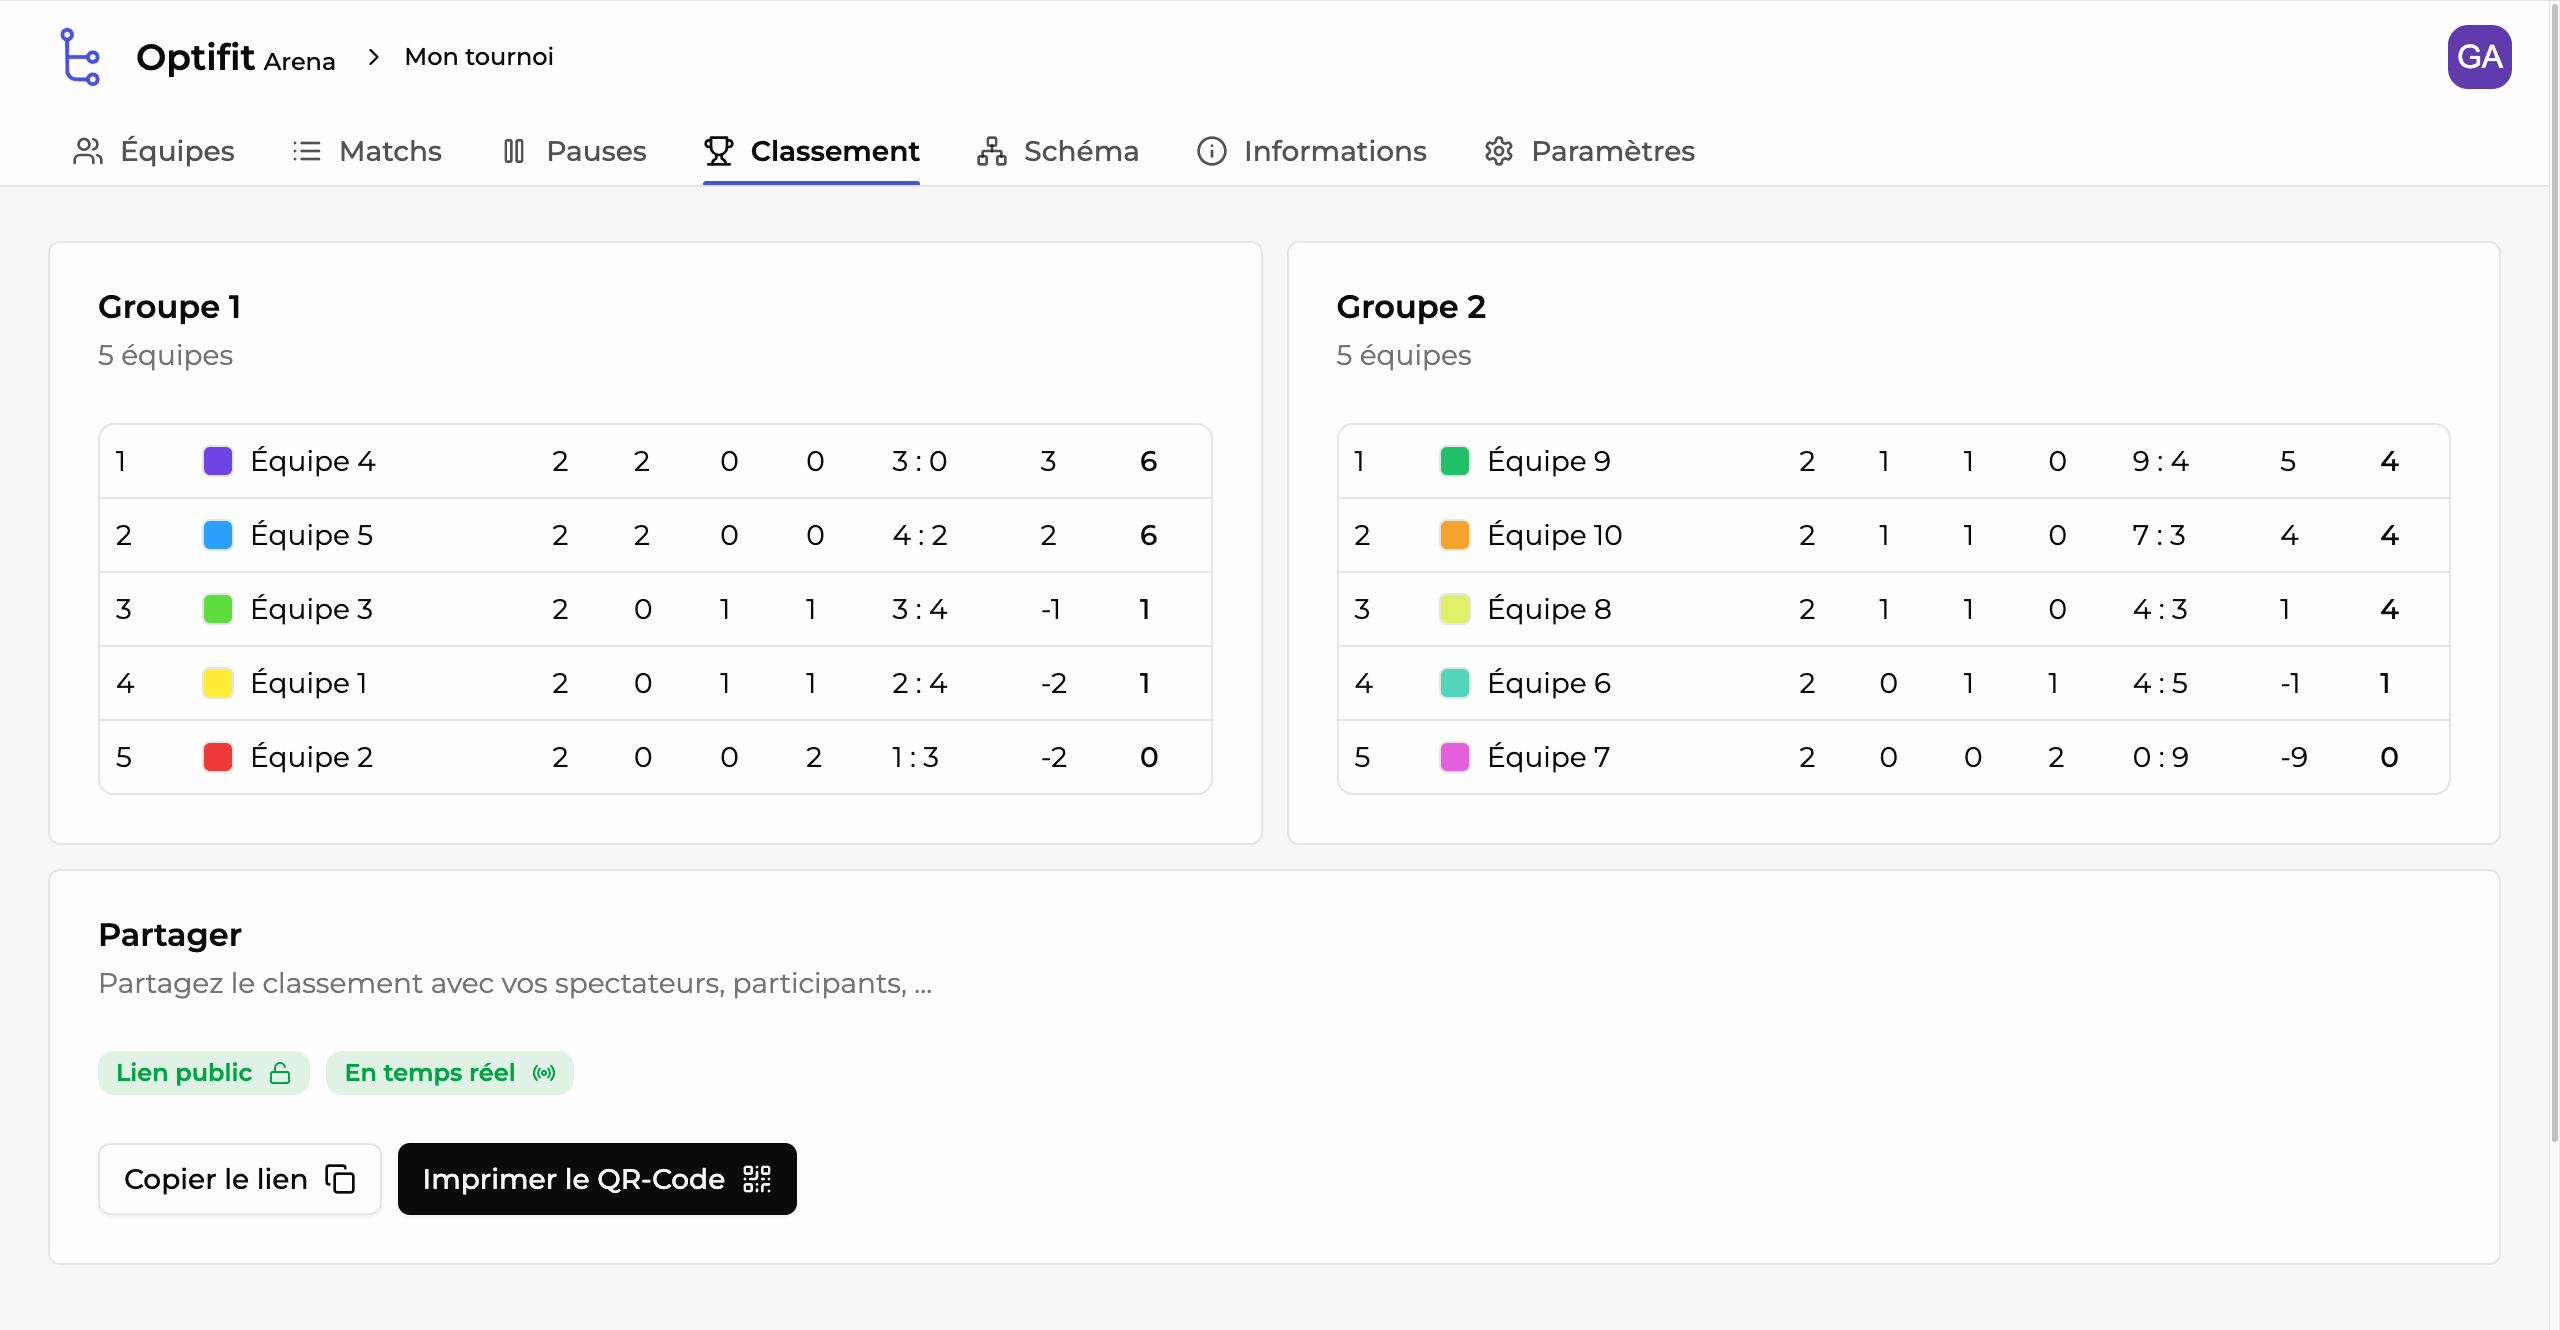 Optifit Arena > Mon tournoi
GA
Équipes Matchs Pauses Classement Schéma Informations Paramètres
Groupe 1
5 équipes
1 Équipe 4 2 2 0 0 3 : 0 3 6
2 Équipe 5 2 2 0 0 4 : 2 2 6
3 Équipe 3 2 0 1 1 3 : 4 -1 1
4 Équipe 1 2 0 1 1 2 : 4 -2 1
5 Équipe 2 2 0 0 2 1 : 3 -2 0
Groupe 2
5 équipes
1 Équipe 9 2 1 1 0 9 : 4 5 4
2 Équipe 10 2 1 1 0 7 : 3 4 4
3 Équipe 8 2 1 1 0 4 : 3 1 4
4 Équipe 6 2 0 1 1 4 : 5 -1 1
5 Équipe 7 2 0 0 2 0 : 9 -9 0
Partager
Partagez le classement avec vos spectateurs, participants, ...
Lien public En temps réel
Copier le lien Imprimer le QR-Code